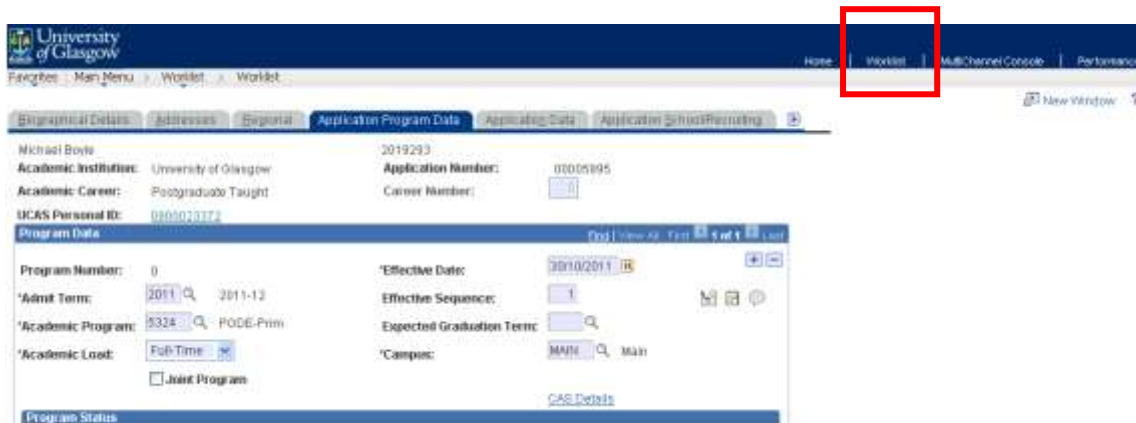 University of Glasgow
Home | Worklist | MultiChannel Console | Performance
Favorites Main Menu > Worklist > Worklist
New Window ?
Biographical Details Addresses Regional Application Program Data Application Data Application School/Recruiting
Michael Boyle 2019293
Academic Institution: University of Glasgow Application Number: 00005895
Academic Career: Postgraduate Taught Career Number: 0
UCAS Personal ID:
Program Data Find | View All First 1 of 1 Last
Program Number: 0 *Effective Date: 30/10/2011
*Admit Term: 2011 2011-12 Effective Sequence: 1
*Academic Program: 5324 PODE-Prim Expected Graduation Term:
*Academic Load: Full-Time *Campus: MAIN Main
Joint Program
CAS Details
Program Status